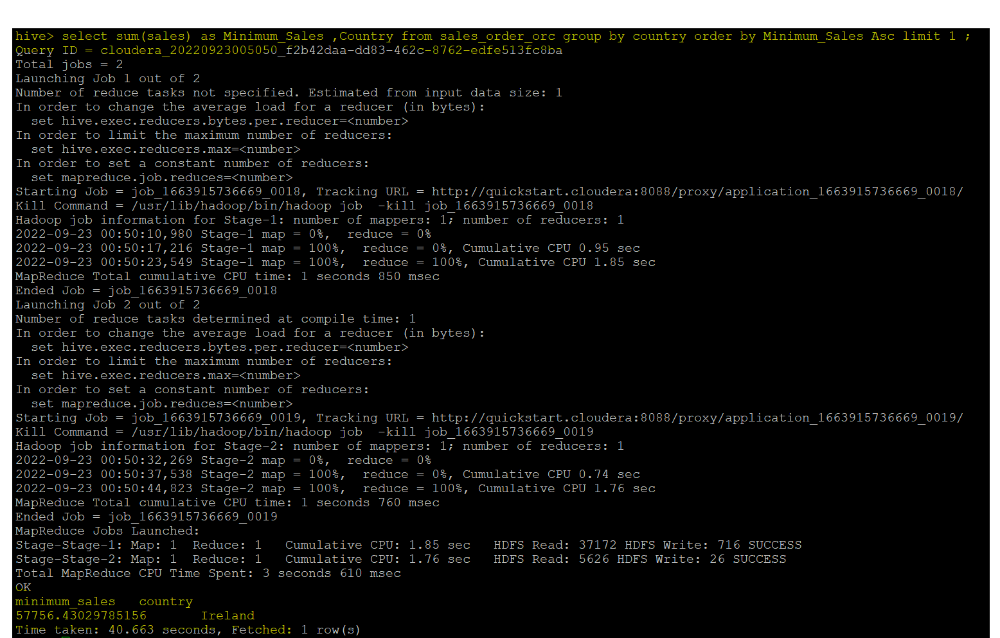 hive> select sum(sales) as Minimum_Sales ,Country from sales_order_orc group by country order by Minimum_Sales Asc limit 1 ;
Query ID = cloudera_20220923005050_f2b42daa-dd83-462c-8762-edfe513fc8ba
Total jobs = 2
Launching Job 1 out of 2
Number of reduce tasks not specified. Estimated from input data size: 1
In order to change the average load for a reducer (in bytes):
  set hive.exec.reducers.bytes.per.reducer=<number>
In order to limit the maximum number of reducers:
  set hive.exec.reducers.max=<number>
In order to set a constant number of reducers:
  set mapreduce.job.reduces=<number>
Starting Job = job_1663915736669_0018, Tracking URL = http://quickstart.cloudera:8088/proxy/application_1663915736669_0018/
Kill Command = /usr/lib/hadoop/bin/hadoop job  -kill job_1663915736669_0018
Hadoop job information for Stage-1: number of mappers: 1; number of reducers: 1
2022-09-23 00:50:10,980 Stage-1 map = 0%,  reduce = 0%
2022-09-23 00:50:17,216 Stage-1 map = 100%,  reduce = 0%, Cumulative CPU 0.95 sec
2022-09-23 00:50:23,549 Stage-1 map = 100%,  reduce = 100%, Cumulative CPU 1.85 sec
MapReduce Total cumulative CPU time: 1 seconds 850 msec
Ended Job = job_1663915736669_0018
Launching Job 2 out of 2
Number of reduce tasks determined at compile time: 1
In order to change the average load for a reducer (in bytes):
  set hive.exec.reducers.bytes.per.reducer=<number>
In order to limit the maximum number of reducers:
  set hive.exec.reducers.max=<number>
In order to set a constant number of reducers:
  set mapreduce.job.reduces=<number>
Starting Job = job_1663915736669_0019, Tracking URL = http://quickstart.cloudera:8088/proxy/application_1663915736669_0019/
Kill Command = /usr/lib/hadoop/bin/hadoop job  -kill job_1663915736669_0019
Hadoop job information for Stage-2: number of mappers: 1; number of reducers: 1
2022-09-23 00:50:32,269 Stage-2 map = 0%,  reduce = 0%
2022-09-23 00:50:37,538 Stage-2 map = 100%,  reduce = 0%, Cumulative CPU 0.74 sec
2022-09-23 00:50:44,823 Stage-2 map = 100%,  reduce = 100%, Cumulative CPU 1.76 sec
MapReduce Total cumulative CPU time: 1 seconds 760 msec
Ended Job = job_1663915736669_0019
MapReduce Jobs Launched:
Stage-Stage-1: Map: 1  Reduce: 1   Cumulative CPU: 1.85 sec   HDFS Read: 37172 HDFS Write: 716 SUCCESS
Stage-Stage-2: Map: 1  Reduce: 1   Cumulative CPU: 1.76 sec   HDFS Read: 5626 HDFS Write: 26 SUCCESS
Total MapReduce CPU Time Spent: 3 seconds 610 msec
OK
minimum_sales   country
57756.43029785156       Ireland
Time taken: 40.663 seconds, Fetched: 1 row(s)